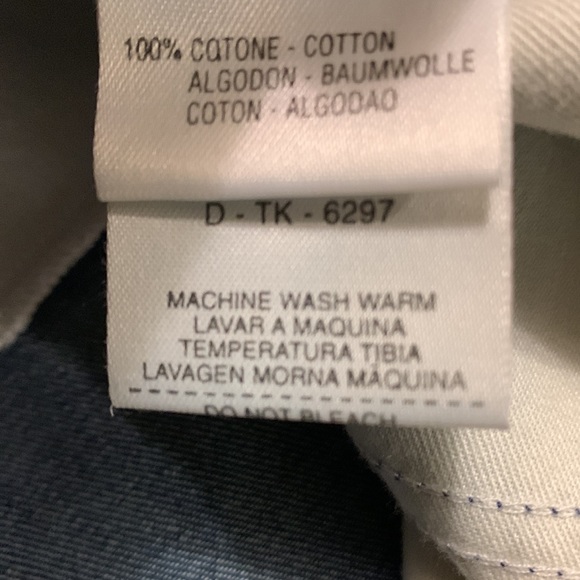 100% COTONE - COTTON
ALGODON - BAUMWOLLE
COTON - ALGODAO
D - TK - 6297
MACHINE WASH WARM
LAVAR A MAQUINA
TEMPERATURA TIBIA
LAVAGEN MORNA MAQUINA
DO NOT BLEACH